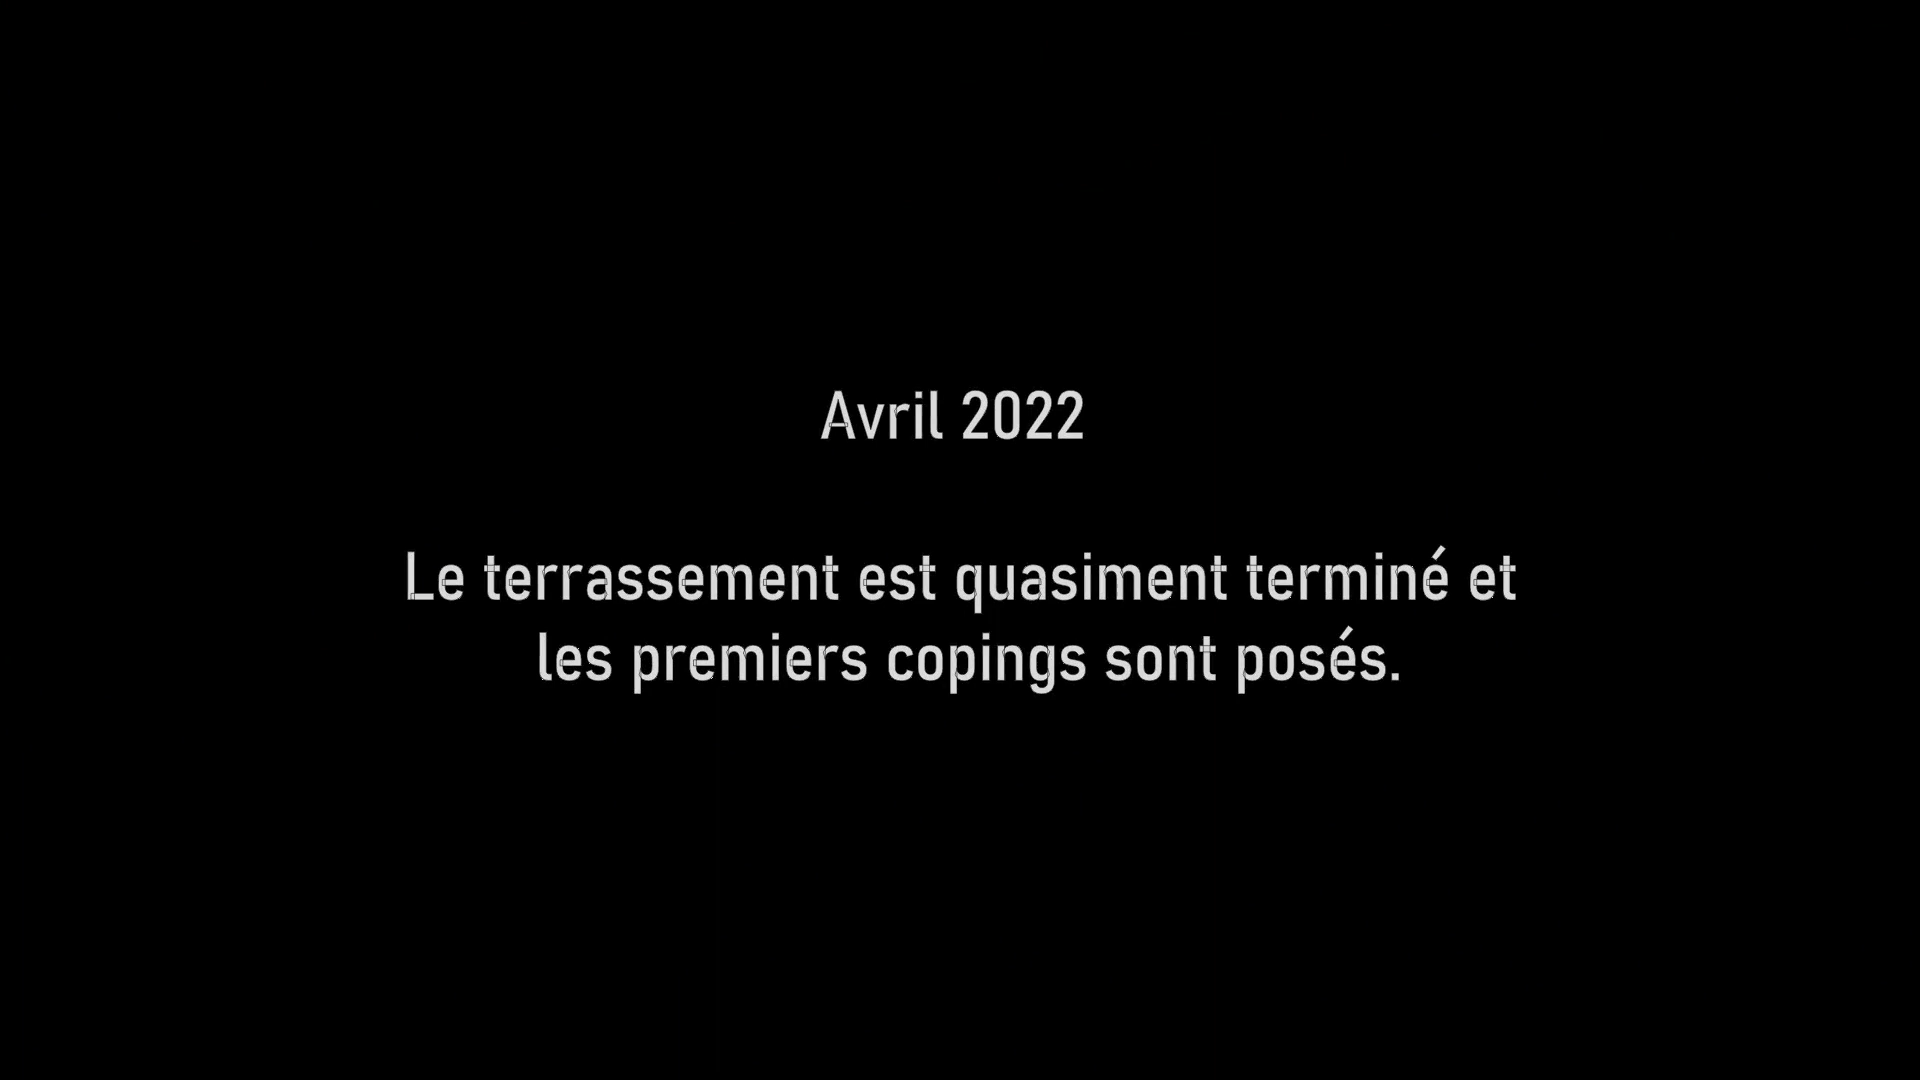 Avril 2022
Le terrassement est quasiment terminé et
les premiers copings sont posés.